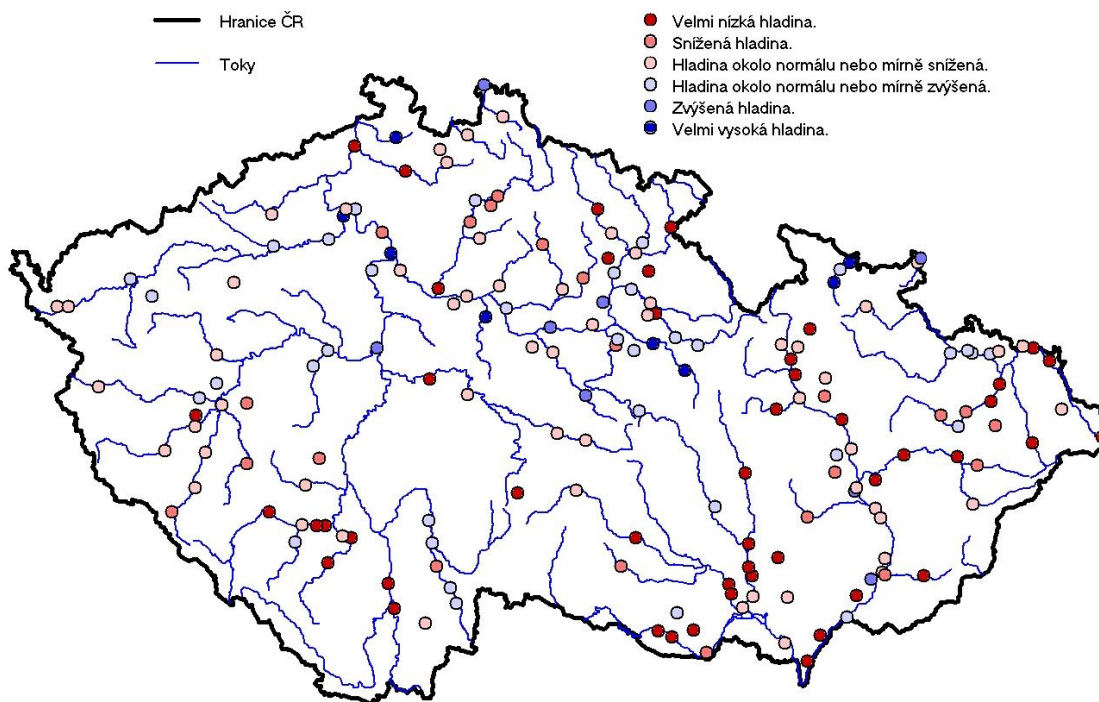 Hranice ČR
Toky
Velmi nízká hladina.
Snížená hladina.
Hladina okolo normálu nebo mírně snížená.
Hladina okolo normálu nebo mírně zvýšená.
Zvýšená hladina.
Velmi vysoká hladina.